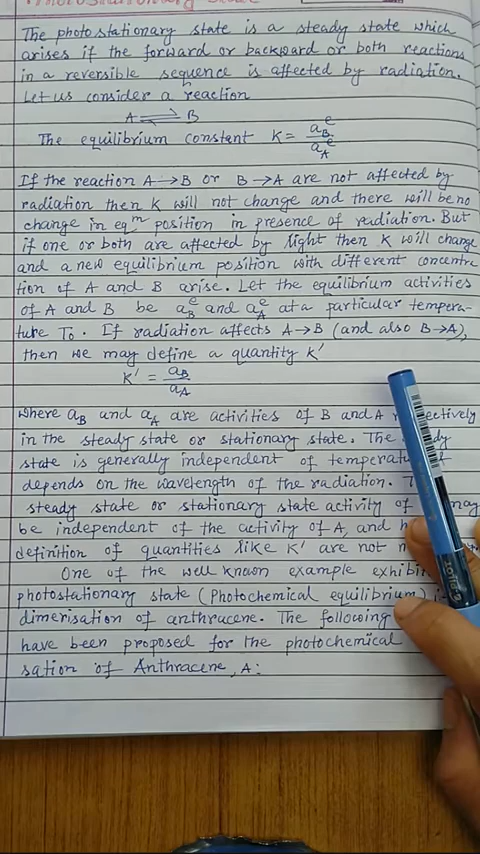 The photostationary state is a steady state which
arises if the forward or backward or both reactions
in a reversible sequence is affected by radiation.
Let us consider a reaction
A ⇌ B
The equilibrium constant K = a_B^e / a_A^e
If the reaction A→B or B→A are not affected by
radiation then K will not change and there will be no
change in eq^m position in presence of radiation. But
if one or both are affected by light then K will change
and a new equilibrium position with different concentra
tion of A and B arise. Let the equilibrium activities
of A and B be a_B^e and a_A^e at a particular tempera-
ture T₀. If radiation affects A→B (and also B→A),
then we may define a quantity K'
K' = a_B / a_A
where a_B and a_A are activities of B and A
in the steady state or stationary state. The
state is generally independent of
depends on the wavelength of the radiation.
steady state or stationary state activity of may
be independent of the activity of A, and
definition of quantities like K' are not
One of the well known example
photostationary state (Photochemical equilibrium)
dimerisation of anthracene. The following
have been proposed for the photochemical
sation of Anthracene, A: